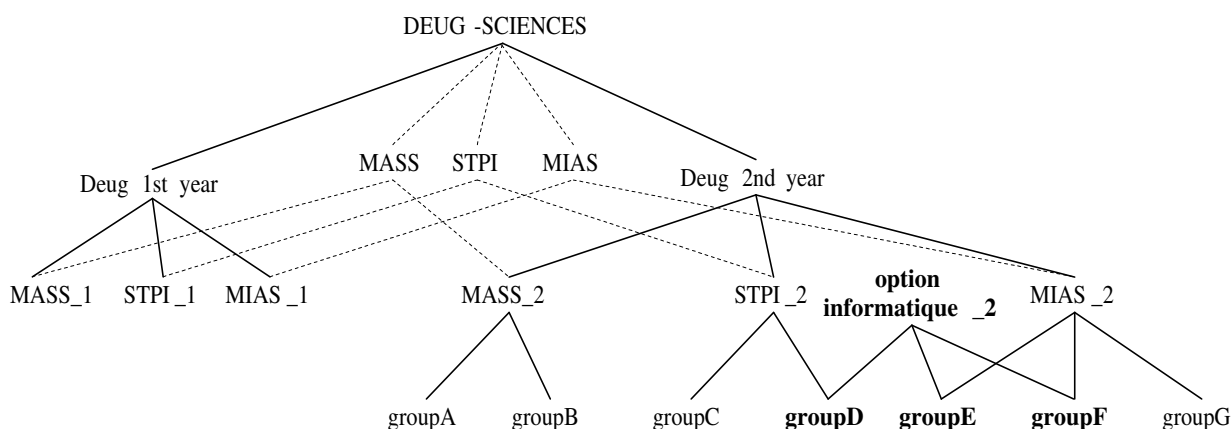 DEUG -SCIENCES
MASS STPI MIAS
Deug 1st year Deug 2nd year
MASS_1 STPI _1 MIAS _1 MASS_2 STPI _2 option MIAS _2
informatique _2
groupA groupB groupC groupD groupE groupF groupG